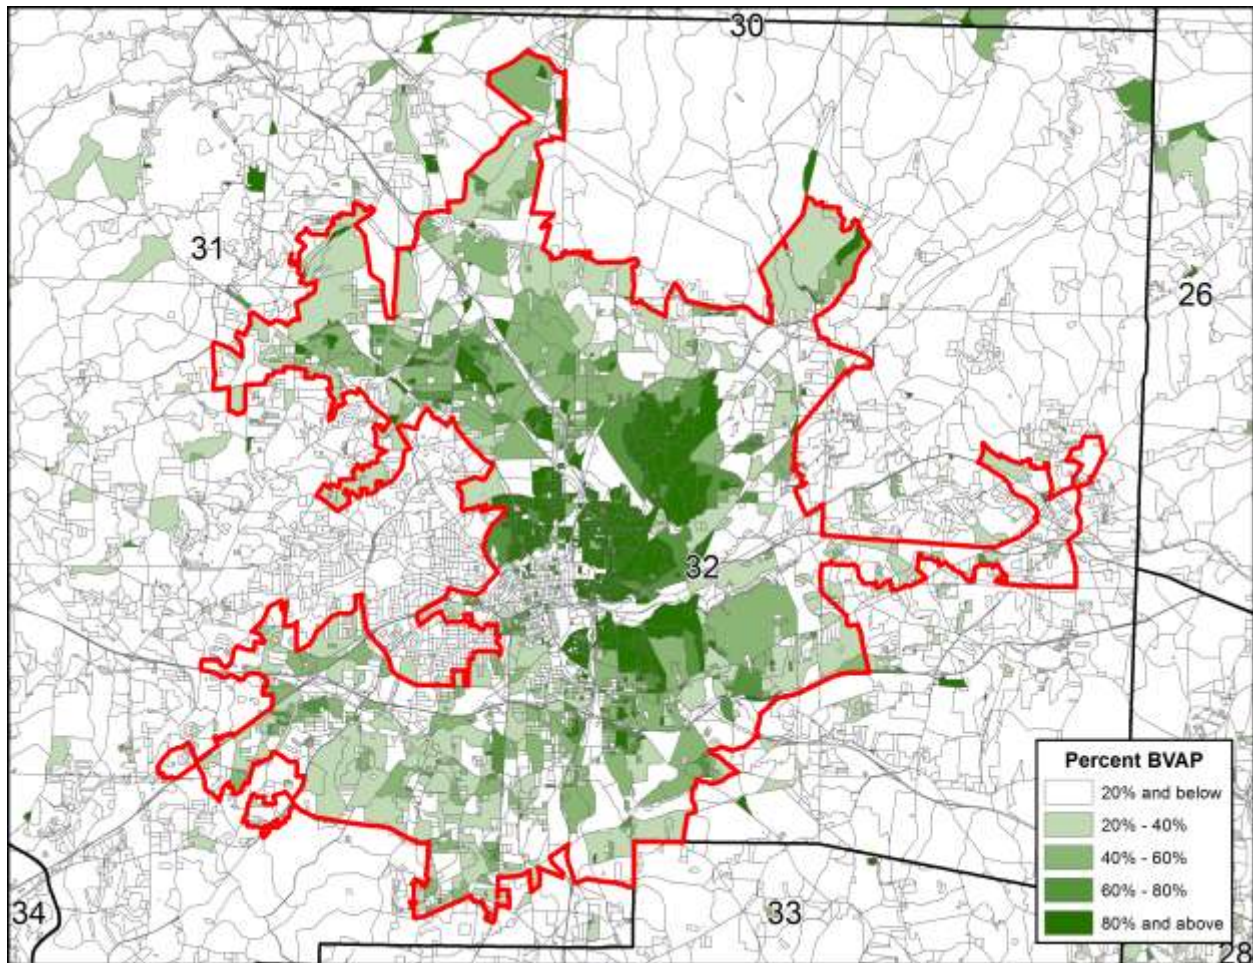 30
31
26
32
Percent BVAP
20% and below
20% - 40%
40% - 60%
60% - 80%
80% and above
34
33
28